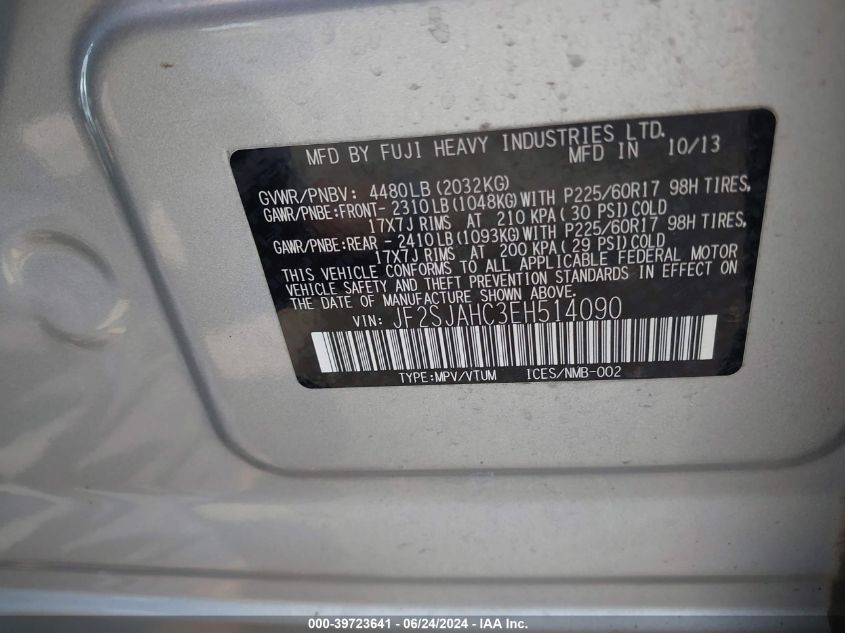 MFD BY FUJI HEAVY INDUSTRIES LTD.
MFD IN 10/13
GVWR/PNBV: 4480LB(2032KG)
GAWR/PNBE:FRONT- 2310LB(1048KG)WITH P225/60R17 98H TIRES,
17X7J RIMS AT 210 KPA(30 PSI)COLD
GAWR/PNBE:REAR - 2410LB(1093KG)WITH P225/60R17 98H TIRES,
17X7J RIMS AT 200 KPA(29 PSI)COLD
THIS VEHICLE CONFORMS TO ALL APPLICABLE FEDERAL MOTOR
VEHICLE SAFETY AND THEFT PREVENTION STANDARDS IN EFFECT ON
THE DATE OF MANUFACTURE SHOWN ABOVE.
VIN: JF2SJAHC3EH514090
TYPE:MPV/VTUM ICES/NMB-002
000-39723641 - 06/24/2024 - IAA Inc.